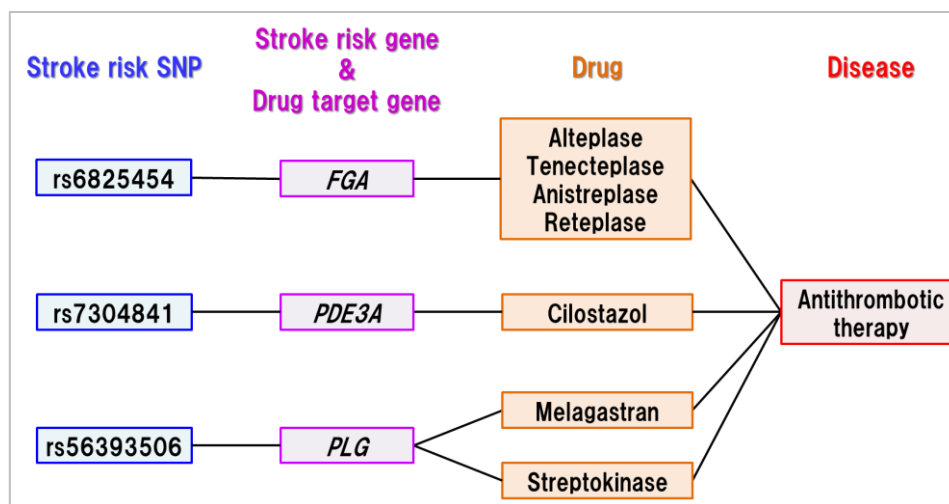 Stroke risk SNP
Stroke risk gene
&
Drug target gene
Drug
Disease
rs6825454
FGA
Alteplase
Tenecteplase
Anistreplase
Reteplase
rs7304841
PDE3A
Cilostazol
Antithrombotic
therapy
rs56393506
PLG
Melagastran
Streptokinase